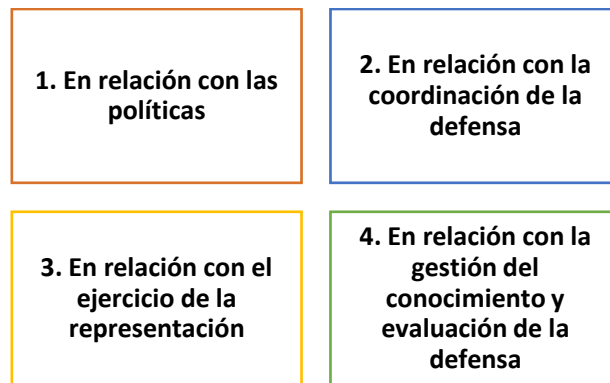 1. En relación con las
políticas
2. En relación con la
coordinación de la
defensa
3. En relación con el
ejercicio de la
representación
4. En relación con la
gestión del
conocimiento y
evaluación de la
defensa